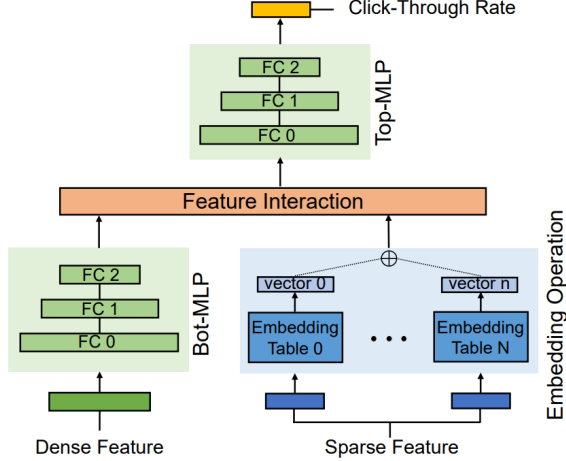 Click-Through Rate
FC 2
FC 1
FC 0
Top-MLP
Feature Interaction
FC 2
FC 1
FC 0
Bot-MLP
vector 0
vector n
Embedding
Table 0
• • •
Embedding
Table N
Embedding Operation
Dense Feature
Sparse Feature